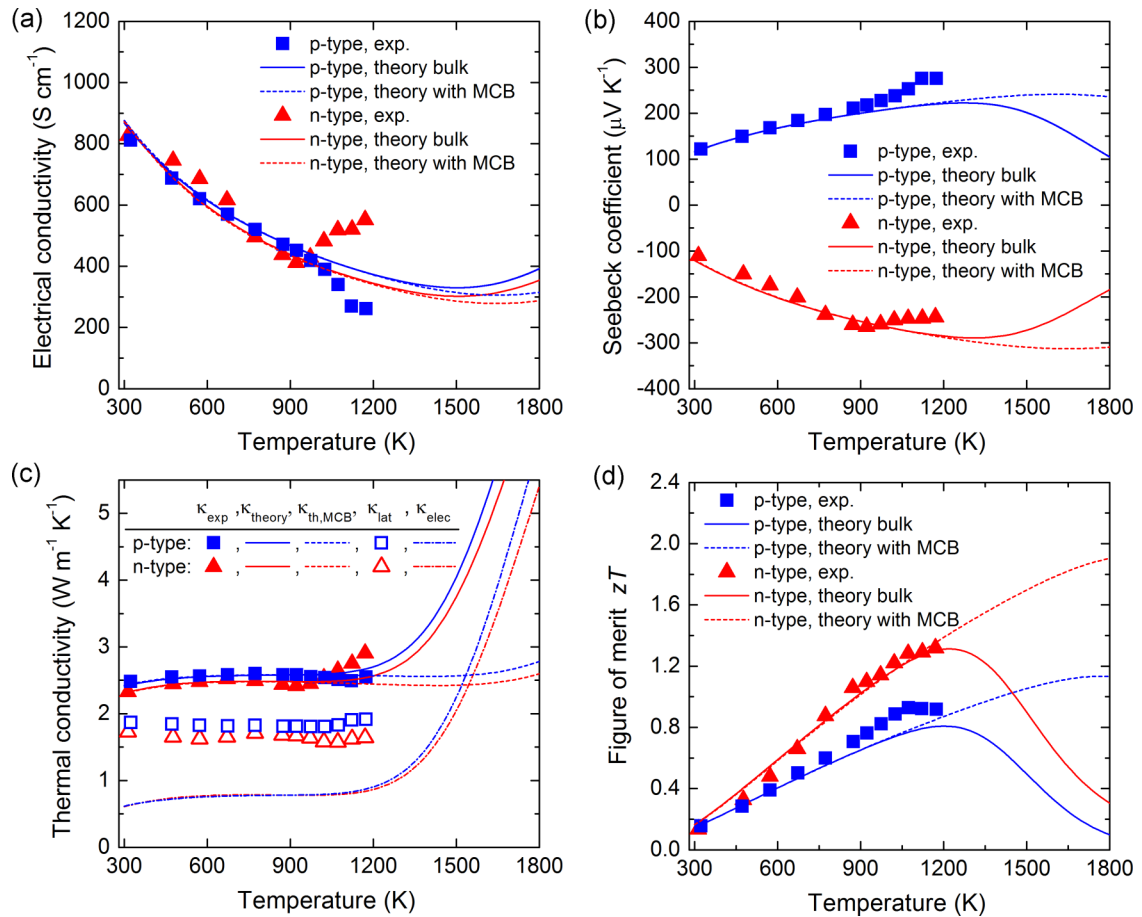 (a)
1200
1000
800
600
400
200
0
300 600 900 1200 1500 1800
Electrical conductivity (S cm⁻¹)
Temperature (K)
p-type, exp.
p-type, theory bulk
p-type, theory with MCB
n-type, exp.
n-type, theory bulk
n-type, theory with MCB
(b)
400
300
200
100
0
-100
-200
-300
-400
300 600 900 1200 1500 1800
Seebeck coefficient (μV K⁻¹)
Temperature (K)
p-type, exp.
p-type, theory bulk
p-type, theory with MCB
n-type, exp.
n-type, theory bulk
n-type, theory with MCB
(c)
5
4
3
2
1
0
300 600 900 1200 1500 1800
Thermal conductivity (W m⁻¹ K⁻¹)
Temperature (K)
κexp ,κtheory, κth,MCB, κlat , κelec
p-type: , , , ,
n-type: , , , ,
(d)
2.4
2.0
1.6
1.2
0.8
0.4
0.0
300 600 900 1200 1500 1800
Figure of merit zT
Temperature (K)
p-type, exp.
p-type, theory bulk
p-type, theory with MCB
n-type, exp.
n-type, theory bulk
n-type, theory with MCB